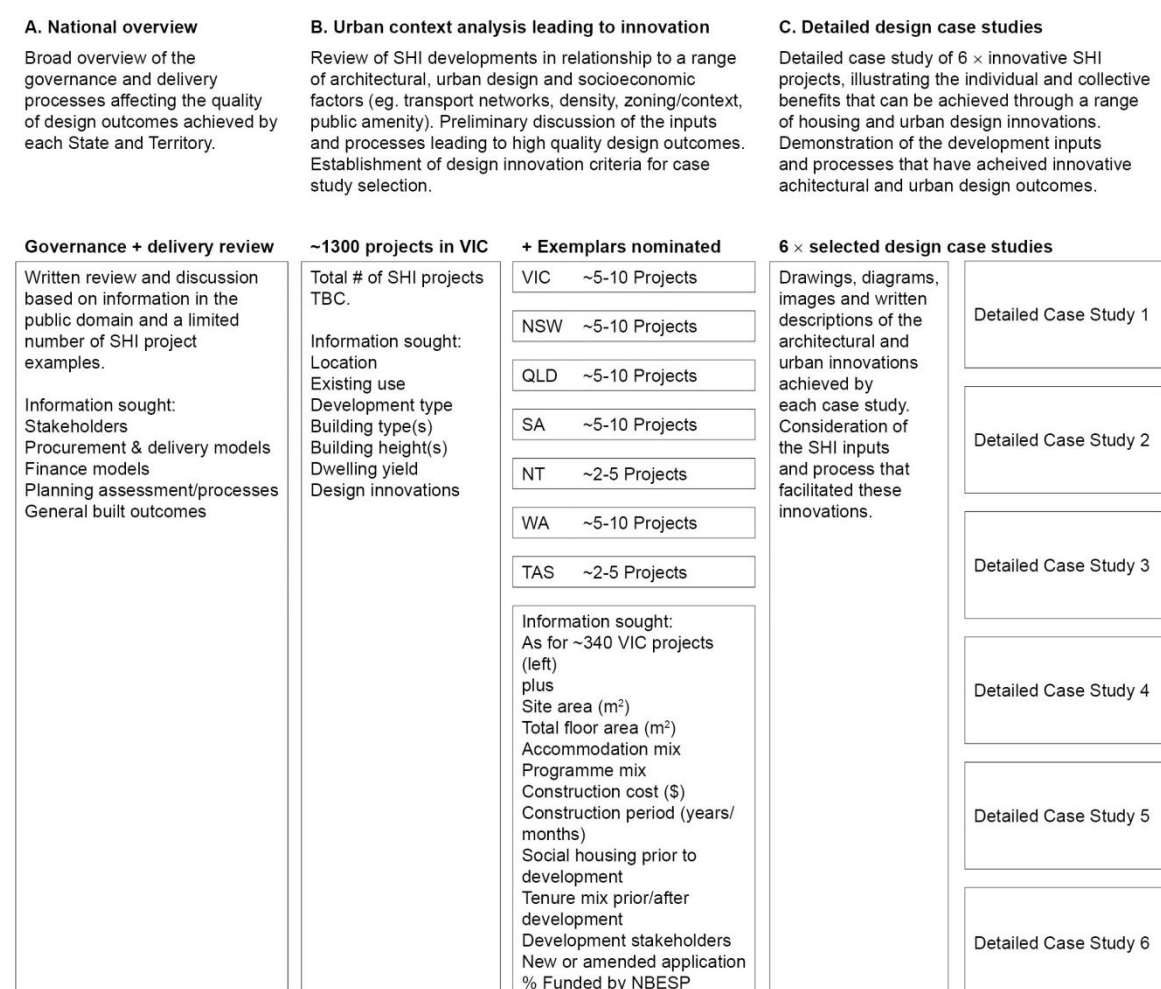 A. National overview
Broad overview of the
governance and delivery
processes affecting the quality
of design outcomes achieved by
each State and Territory.
B. Urban context analysis leading to innovation
Review of SHI developments in relationship to a range
of architectural, urban design and socioeconomic
factors (eg. transport networks, density, zoning/context,
public amenity). Preliminary discussion of the inputs
and processes leading to high quality design outcomes.
Establishment of design innovation criteria for case
study selection.
C. Detailed design case studies
Detailed case study of 6 × innovative SHI
projects, illustrating the individual and collective
benefits that can be achieved through a range
of housing and urban design innovations.
Demonstration of the development inputs
and processes that have acheived innovative
achitectural and urban design outcomes.
Governance + delivery review
Written review and discussion
based on information in the
public domain and a limited
number of SHI project
examples.
Information sought:
Stakeholders
Procurement & delivery models
Finance models
Planning assessment/processes
General built outcomes
~1300 projects in VIC
Total # of SHI projects
TBC.
Information sought:
Location
Existing use
Development type
Building type(s)
Building height(s)
Dwelling yield
Design innovations
+ Exemplars nominated
VIC ~5-10 Projects
NSW ~5-10 Projects
QLD ~5-10 Projects
SA ~5-10 Projects
NT ~2-5 Projects
WA ~5-10 Projects
TAS ~2-5 Projects
Information sought:
As for ~340 VIC projects
(left)
plus
Site area (m²)
Total floor area (m²)
Accommodation mix
Programme mix
Construction cost ($)
Construction period (years/
months)
Social housing prior to
development
Tenure mix prior/after
development
Development stakeholders
New or amended application
% Funded by NBESP
6 × selected design case studies
Drawings, diagrams,
images and written
descriptions of the
architectural and
urban innovations
achieved by
each case study.
Consideration of
the SHI inputs
and process that
facilitated these
innovations.
Detailed Case Study 1
Detailed Case Study 2
Detailed Case Study 3
Detailed Case Study 4
Detailed Case Study 5
Detailed Case Study 6